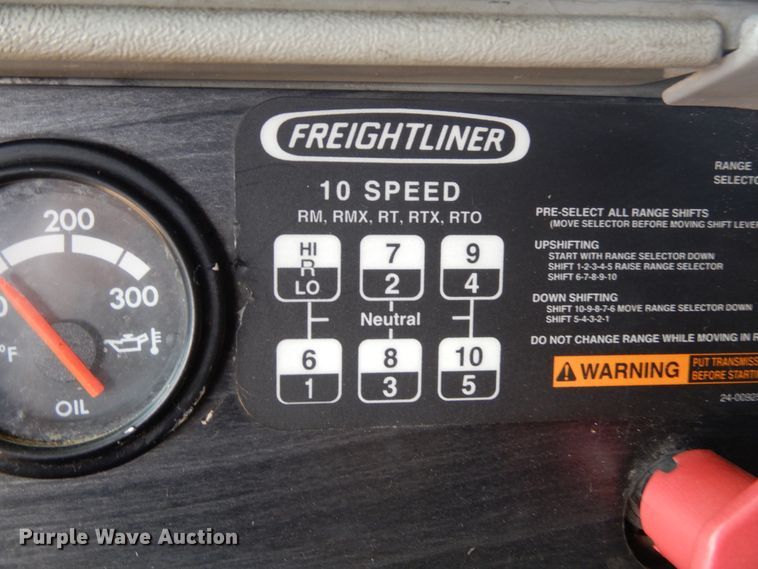 FREIGHTLINER
10 SPEED
RM, RMX, RT, RTX, RTO
HI
R
LO
7
2
9
4
Neutral
6
1
8
3
10
5
RANGE
PRE-SELECT ALL RANGE SHIFTS
(MOVE SELECTOR BEFORE MOVING SHIFT LEVER
UPSHIFTING
START WITH RANGE SELECTOR DOWN
SHIFT 1-2-3-4-5 RAISE RANGE SELECTOR
SHIFT 6-7-8-9-10
DOWN SHIFTING
SHIFT 10-9-8-7-6 MOVE RANGE SELECTOR DOWN
SHIFT 5-4-3-2-1
DO NOT CHANGE RANGE WHILE MOVING IN R
WARNING
PUT TRANSMISS
BEFORE STARTI
200
300
°F
OIL
Purple Wave Auction